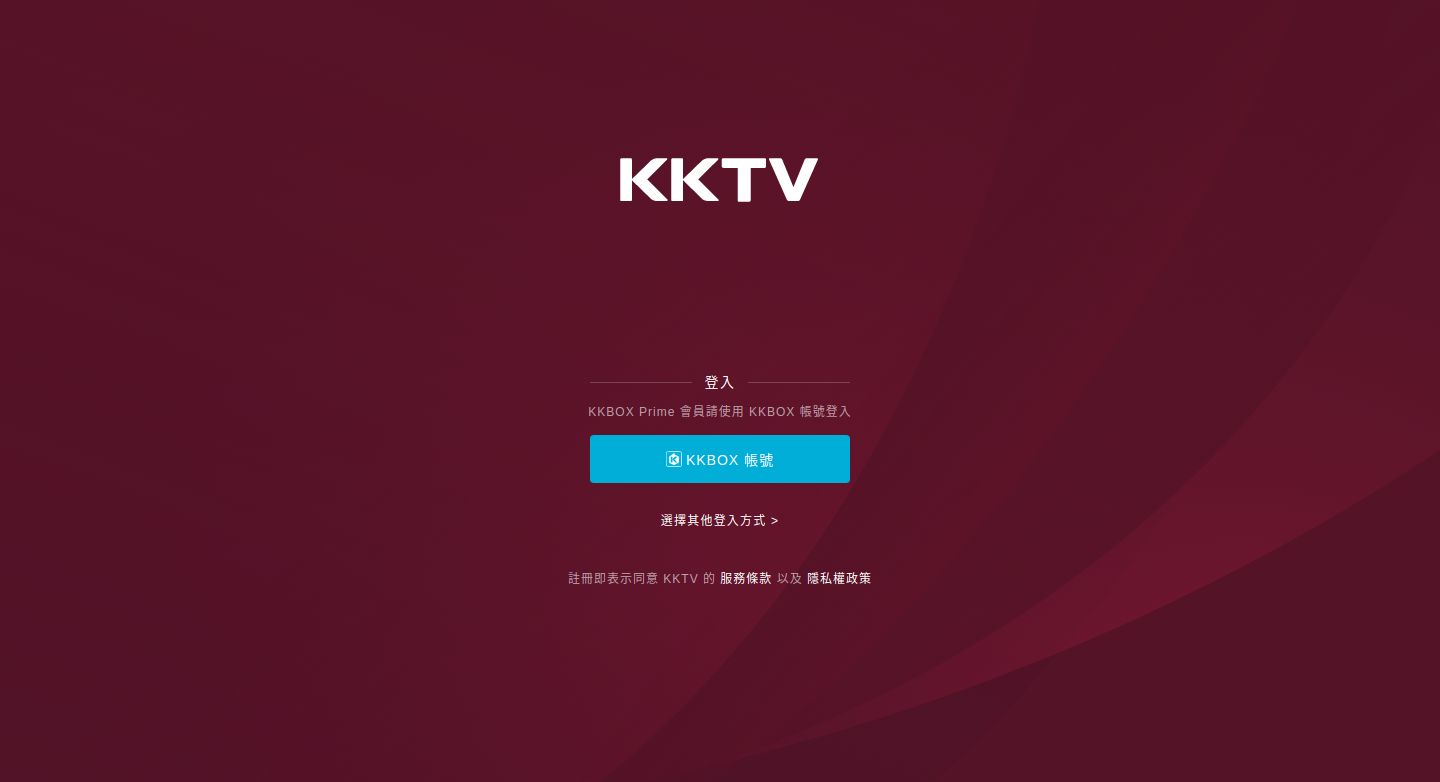 KKTV
登入
KKBOX Prime 會員請使用 KKBOX 帳號登入
KKBOX 帳號
選擇其他登入方式 >
註冊即表示同意 KKTV 的 服務條款 以及 隱私權政策